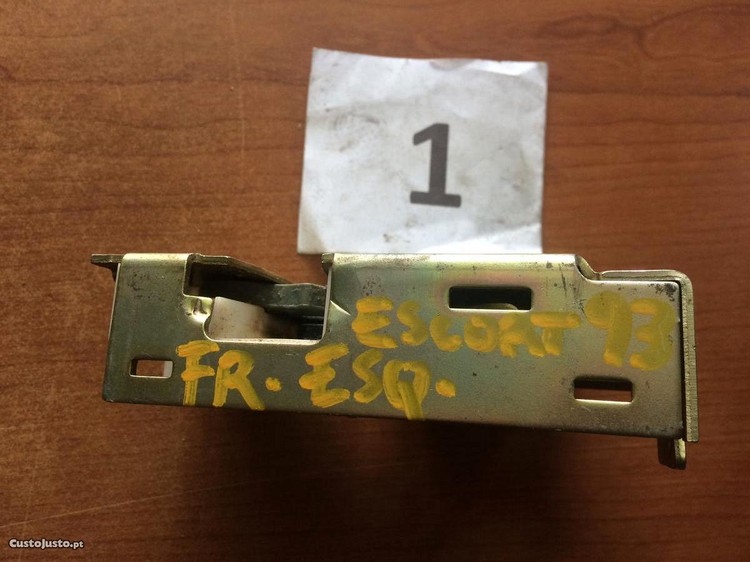 1
ESCORT 93
FR. ESQ.
CustoJusto.pt